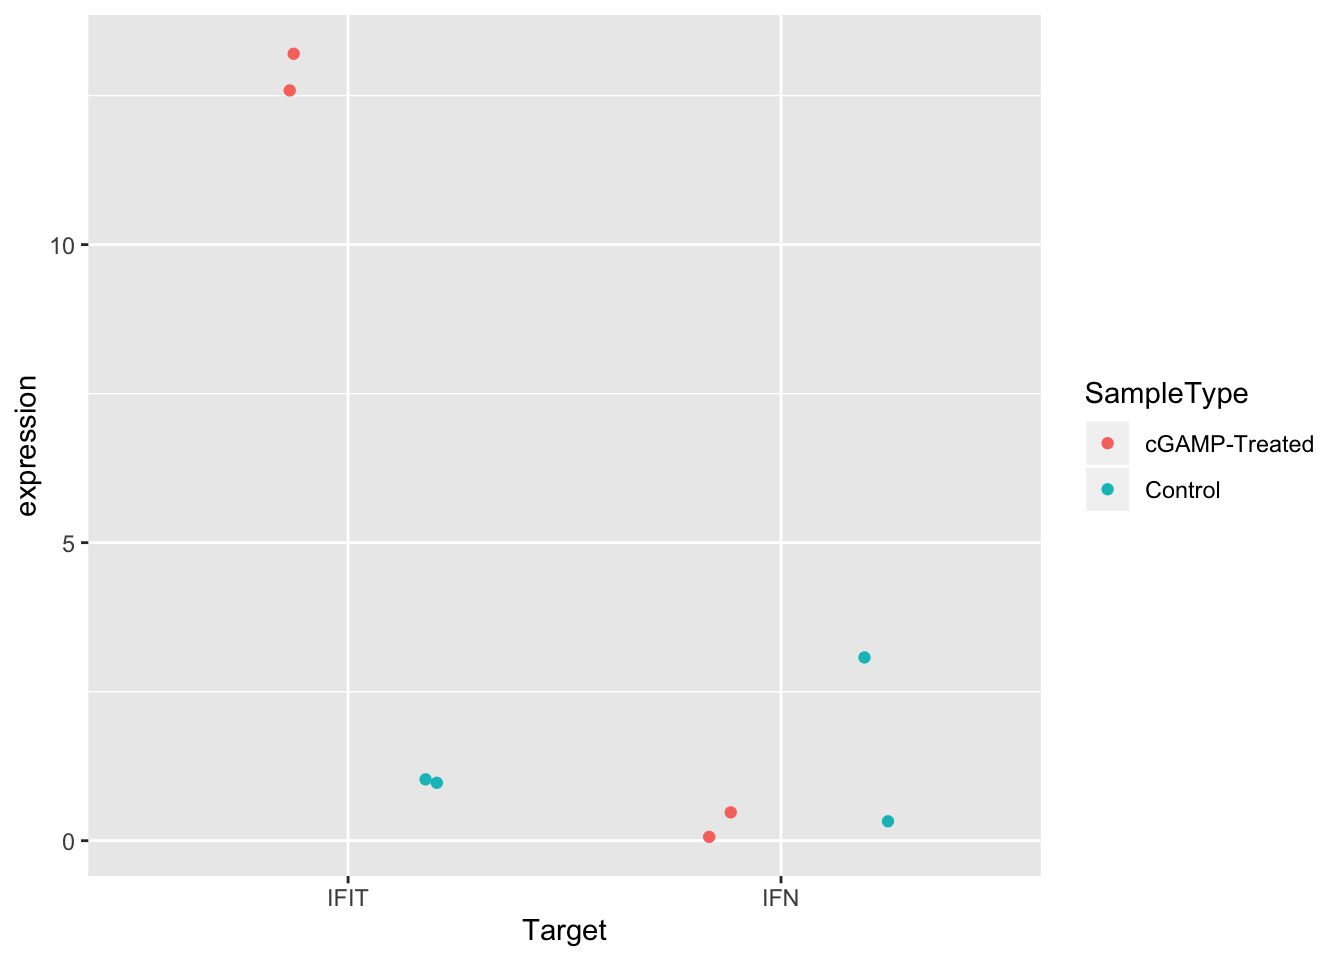 expression
10
5
0
IFIT
IFN
Target
SampleType
cGAMP-Treated
Control